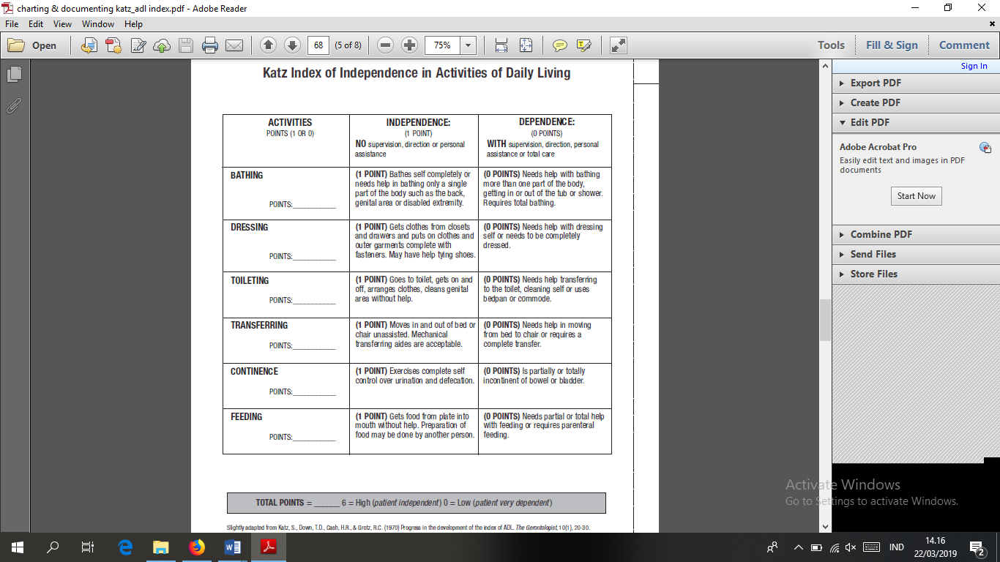 charting & documenting katz_adl index.pdf - Adobe Reader
File Edit View Window Help
Open 68 (5 of 8) 75% Tools Fill & Sign Comment
Sign In
Export PDF
Create PDF
Edit PDF
Adobe Acrobat Pro
Easily edit text and images in PDF
documents
Start Now
Combine PDF
Send Files
Store Files
Katz Index of Independence in Activities of Daily Living
ACTIVITIES
POINTS (1 OR 0)
INDEPENDENCE:
(1 POINT)
NO supervision, direction or personal
assistance
DEPENDENCE:
(0 POINTS)
WITH supervision, direction, personal
assistance or total care
BATHING
POINTS:___________
(1 POINT) Bathes self completely or
needs help in bathing only a single
part of the body such as the back,
genital area or disabled extremity.
(0 POINTS) Needs help with bathing
more than one part of the body,
getting in or out of the tub or shower.
Requires total bathing.
DRESSING
POINTS:___________
(1 POINT) Gets clothes from closets
and drawers and puts on clothes and
outer garments complete with
fasteners. May have help tying shoes.
(0 POINTS) Needs help with dressing
self or needs to be completely
dressed.
TOILETING
POINTS:___________
(1 POINT) Goes to toilet, gets on and
off, arranges clothes, cleans genital
area without help.
(0 POINTS) Needs help transferring
to the toilet, cleaning self or uses
bedpan or commode.
TRANSFERRING
POINTS:___________
(1 POINT) Moves in and out of bed or
chair unassisted. Mechanical
transferring aides are acceptable.
(0 POINTS) Needs help in moving
from bed to chair or requires a
complete transfer.
CONTINENCE
POINTS:___________
(1 POINT) Exercises complete self
control over urination and defecation.
(0 POINTS) Is partially or totally
incontinent of bowel or bladder.
FEEDING
POINTS:___________
(1 POINT) Gets food from plate into
mouth without help. Preparation of
food may be done by another person.
(0 POINTS) Needs partial or total help
with feeding or requires parenteral
feeding.
TOTAL POINTS = ______ 6 = High (patient independent) 0 = Low (patient very dependent)
Slightly adapted from Katz, S., Down, T.D., Cash, H.R., & Grotz, R.C. (1970) Progress in the development of the index of ADL. The Gerontologist, 10(1), 20-30.
Activate Windows
Go to Settings to activate Windows.
IND
14.16
22/03/2019
2